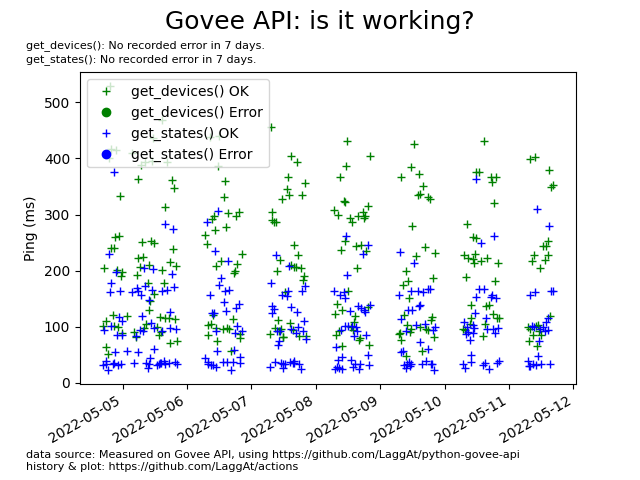 Govee API: is it working?
get_devices(): No recorded error in 7 days.
get_states(): No recorded error in 7 days.
get_devices() OK
get_devices() Error
get_states() OK
get_states() Error
Ping (ms)
500
400
300
200
100
0
2022-05-05
2022-05-06
2022-05-07
2022-05-08
2022-05-09
2022-05-10
2022-05-11
2022-05-12
data source: Measured on Govee API, using https://github.com/LaggAt/python-govee-api
history & plot: https://github.com/LaggAt/actions